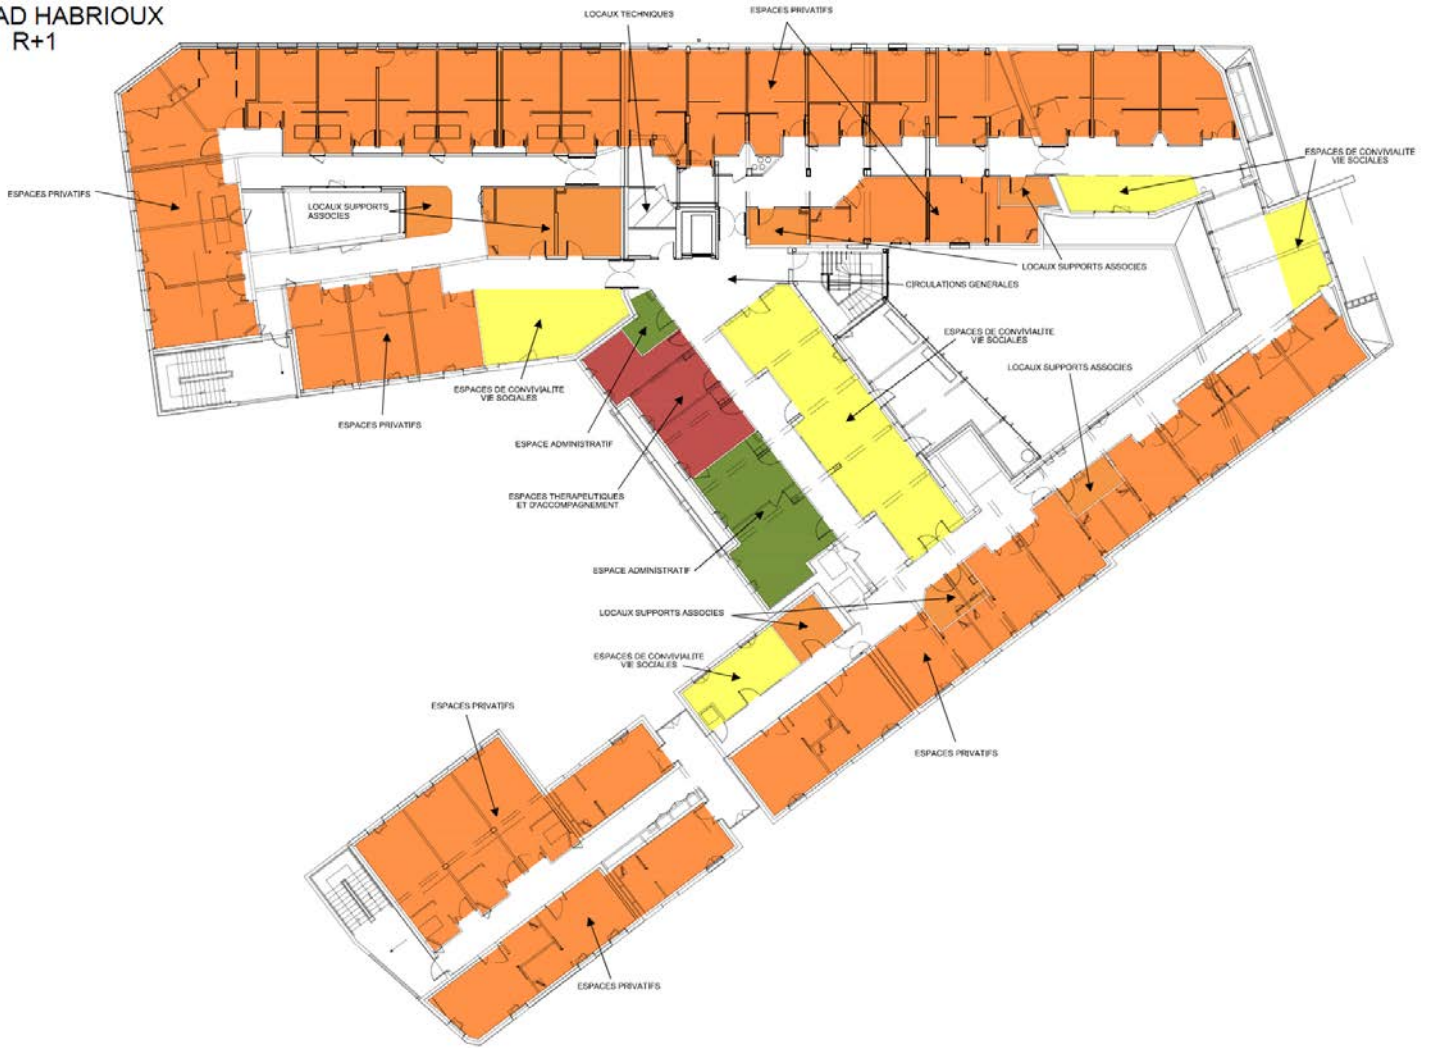 AD HABRIOUX
R+1
LOCAUX TECHNIQUES
ESPACES PRIVATIFS
ESPACES DE CONVIVIALITE
VIE SOCIALES
ESPACES PRIVATIFS
LOCAUX SUPPORTS
ASSOCIES
LOCAUX SUPPORTS ASSOCIES
CIRCULATIONS GENERALES
ESPACES DE CONVIVIALITE
VIE SOCIALES
LOCAUX SUPPORTS ASSOCIES
ESPACES DE CONVIVIALITE
VIE SOCIALES
ESPACES PRIVATIFS
ESPACE ADMINISTRATIF
ESPACES THERAPEUTIQUES
ET D'ACCOMPAGNEMENT
ESPACE ADMINISTRATIF
LOCAUX SUPPORTS ASSOCIES
ESPACES DE CONVIVIALITE
VIE SOCIALES
ESPACES PRIVATIFS
ESPACES PRIVATIFS
ESPACES PRIVATIFS